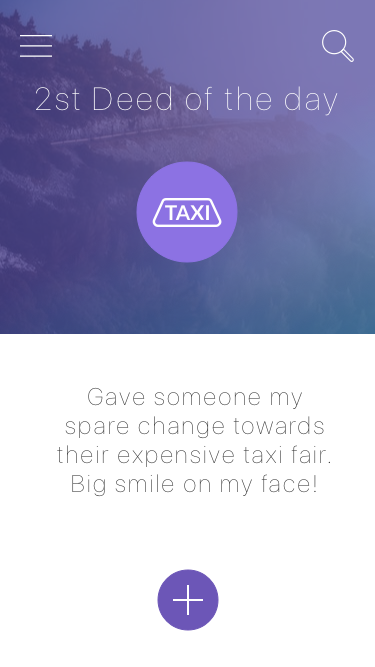 2st Deed of the day
TAXI
Gave someone my
spare change towards
their expensive taxi fair.
Big smile on my face!